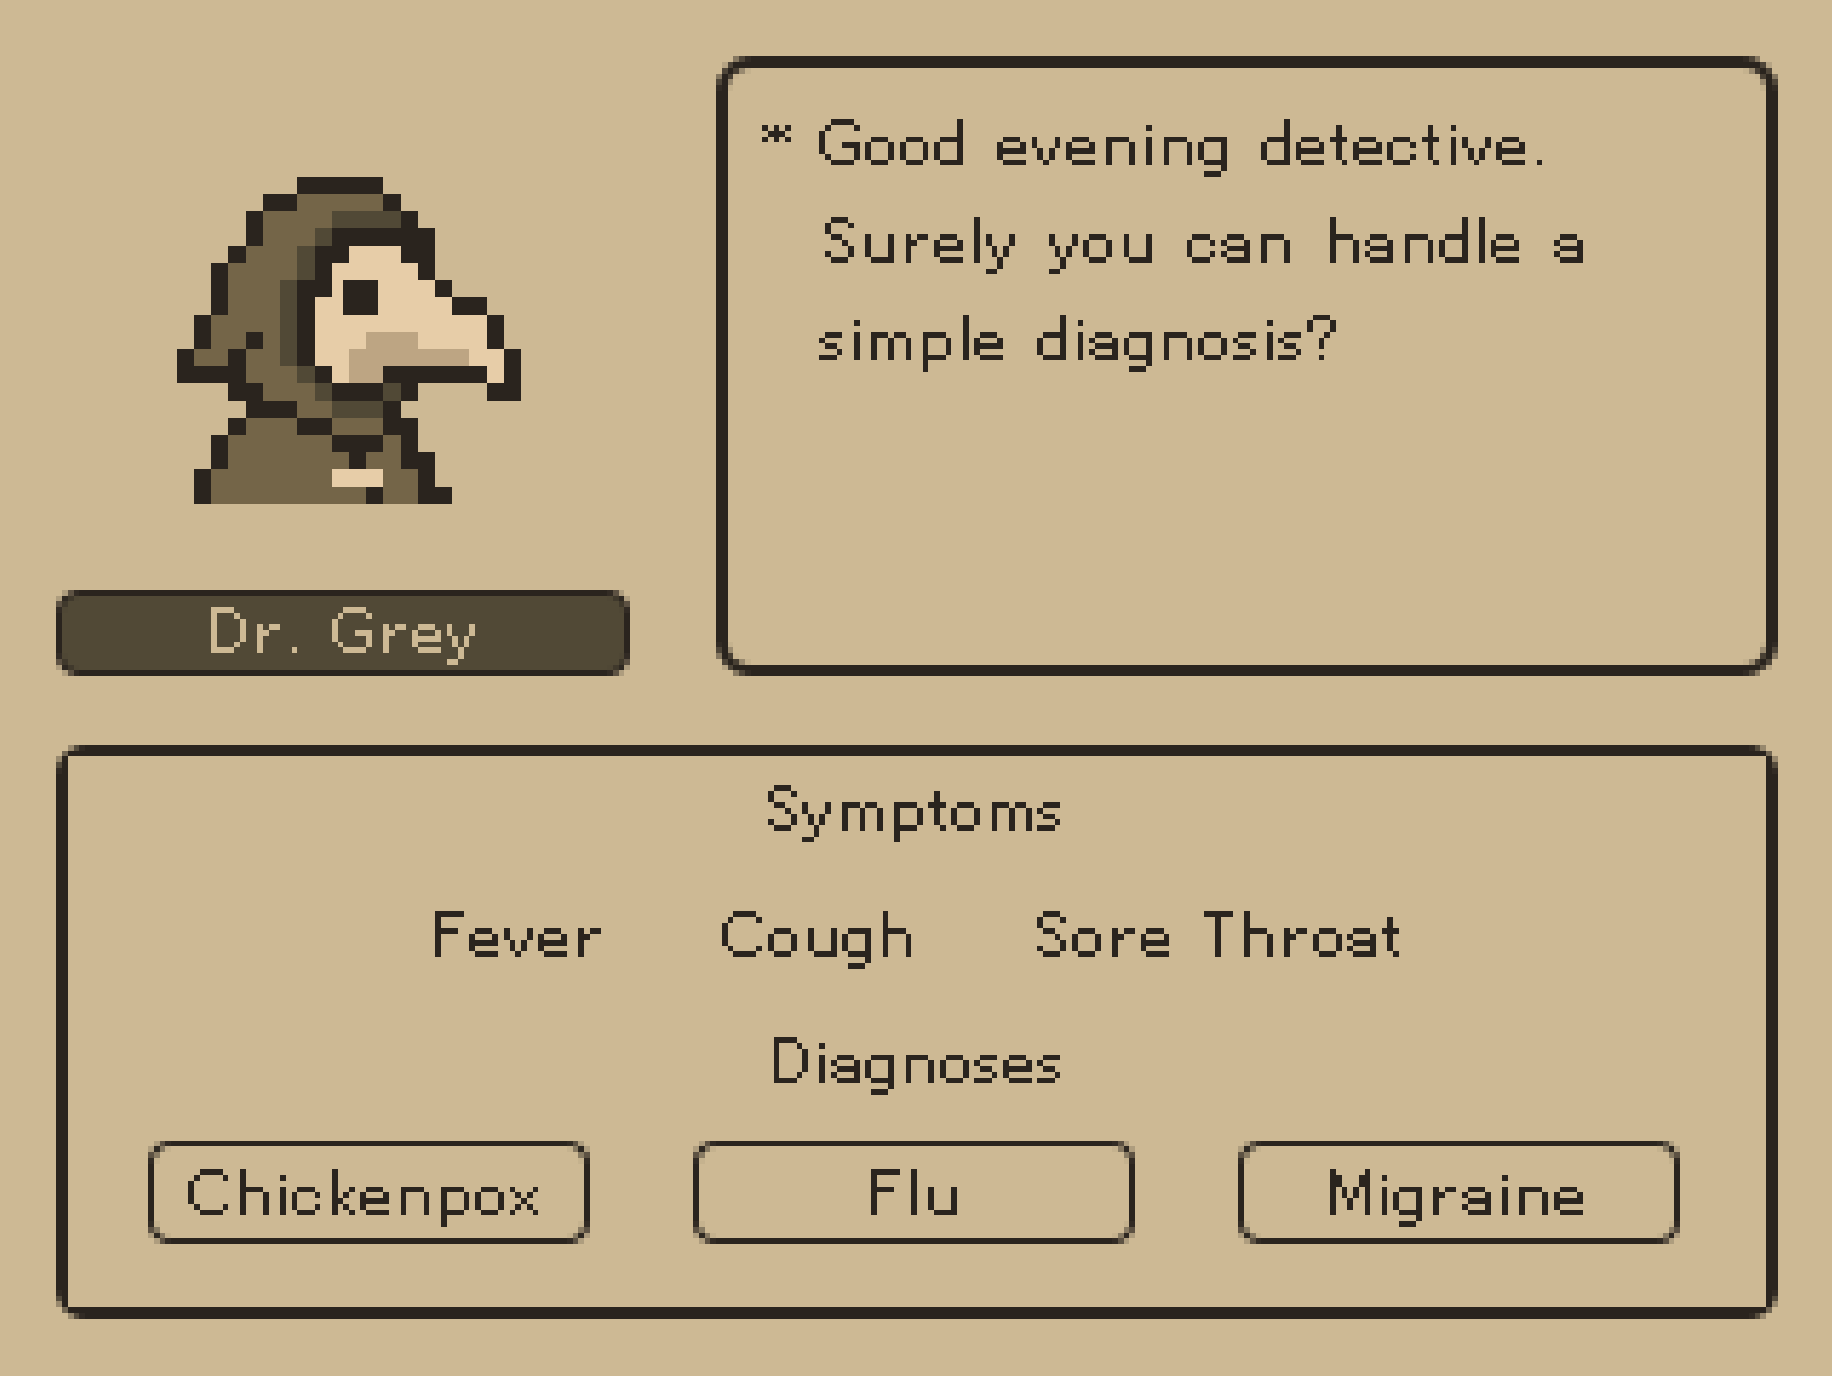 * Good evening detective.
Surely you can handle a
simple diagnosis?
Dr. Grey
Symptoms
Fever Cough Sore Throat
Diagnoses
Chickenpox Flu Migraine